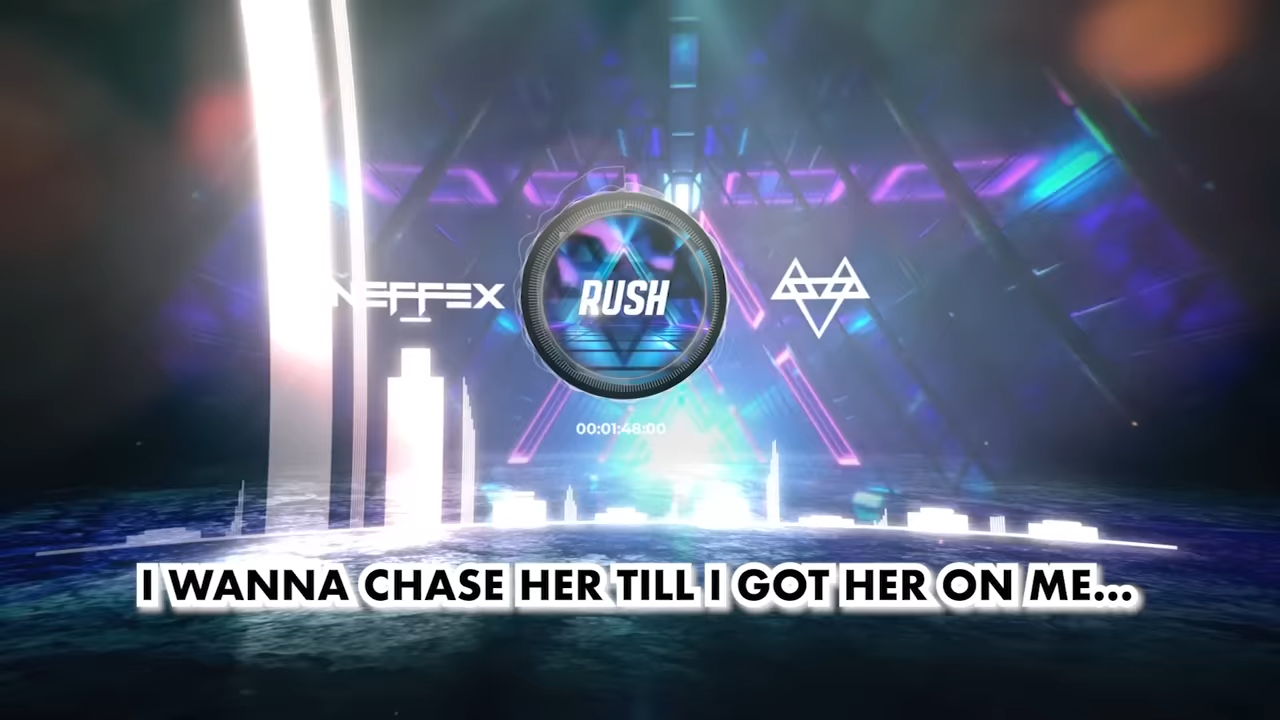 NEFFEX
RUSH
00:01:48:00
I WANNA CHASE HER TILL I GOT HER ON ME...